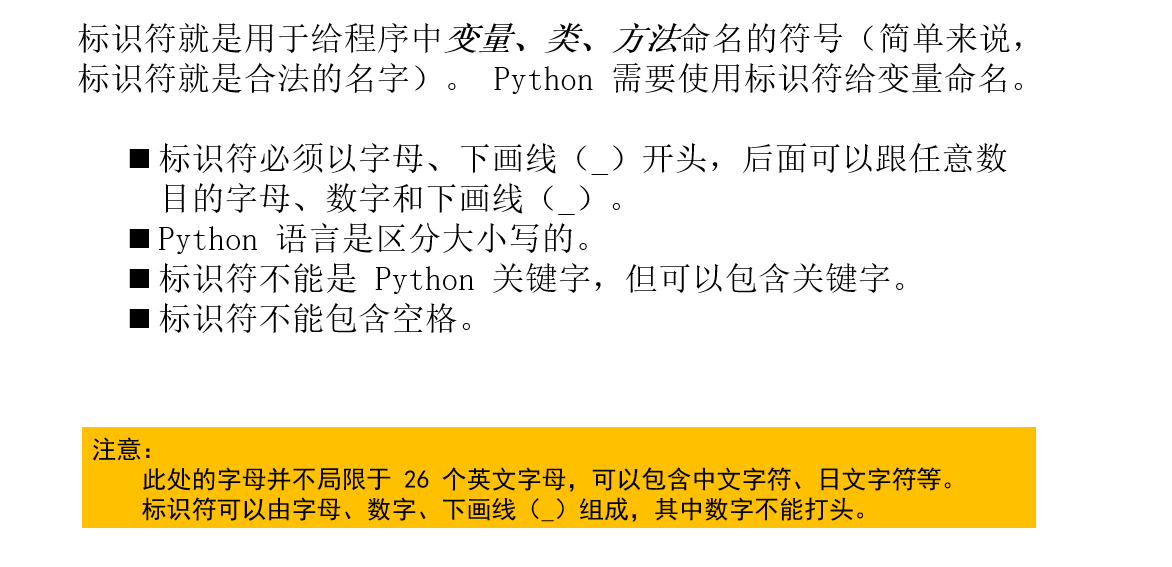 标识符就是用于给程序中变量、类、方法命名的符号（简单来说，
标识符就是合法的名字）。 Python 需要使用标识符给变量命名。
■ 标识符必须以字母、下画线（_）开头，后面可以跟任意数
目的字母、数字和下画线（_）。
■ Python 语言是区分大小写的。
■ 标识符不能是 Python 关键字，但可以包含关键字。
■ 标识符不能包含空格。
注意：
此处的字母并不局限于 26 个英文字母，可以包含中文字符、日文字符等。
标识符可以由字母、数字、下画线（_）组成，其中数字不能打头。